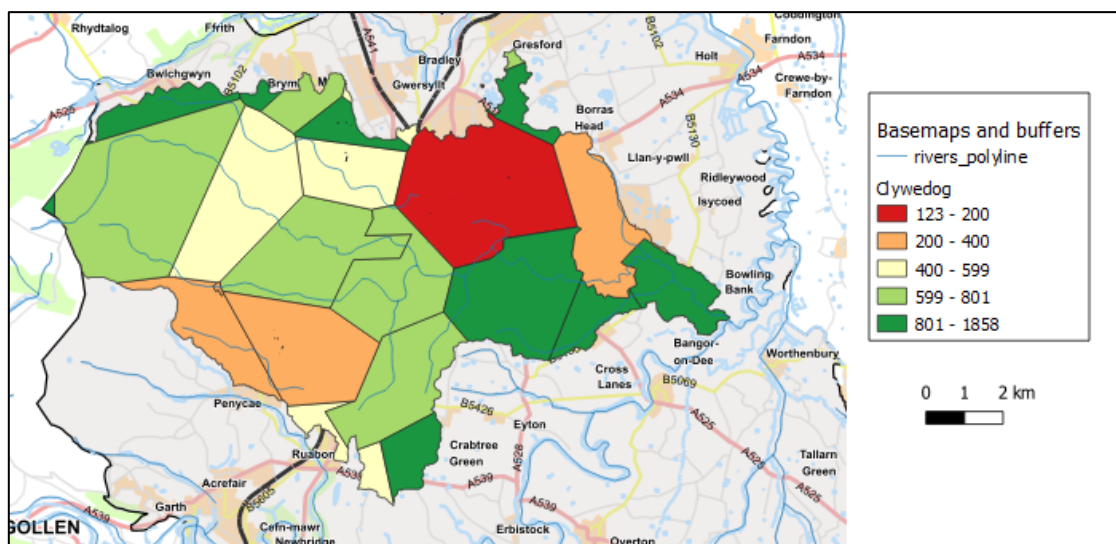 Rhydtalog
Ffrith
A541
Gresford
B5102
Coddington
Farndon
Holt
A534
Bradley
Bwlchgwyn
B5102
Brym
M
Gwersyllt
A534
Crewe-by-
Farndon
A525
Borras
Head
A534
B5130
Llan-y-pwll
Ridleywood
Isycoed
Bowling
Bank
Bangor-
on-Dee
Worthenbury
Cross
Lanes
B5069
Penycae
B5426
Eyton
A525
Ruabon
Crabtree
Green
A528
Tallarn
Green
A539
A539
A525
Acrefair
A525
Garth
B5605
A539
GOLLEN
A539
Cefn-mawr
Newbridge
Erbistock
Overton
Basemaps and buffers
rivers_polyline
Clywedog
123 - 200
200 - 400
400 - 599
599 - 801
801 - 1858
0 1 2 km